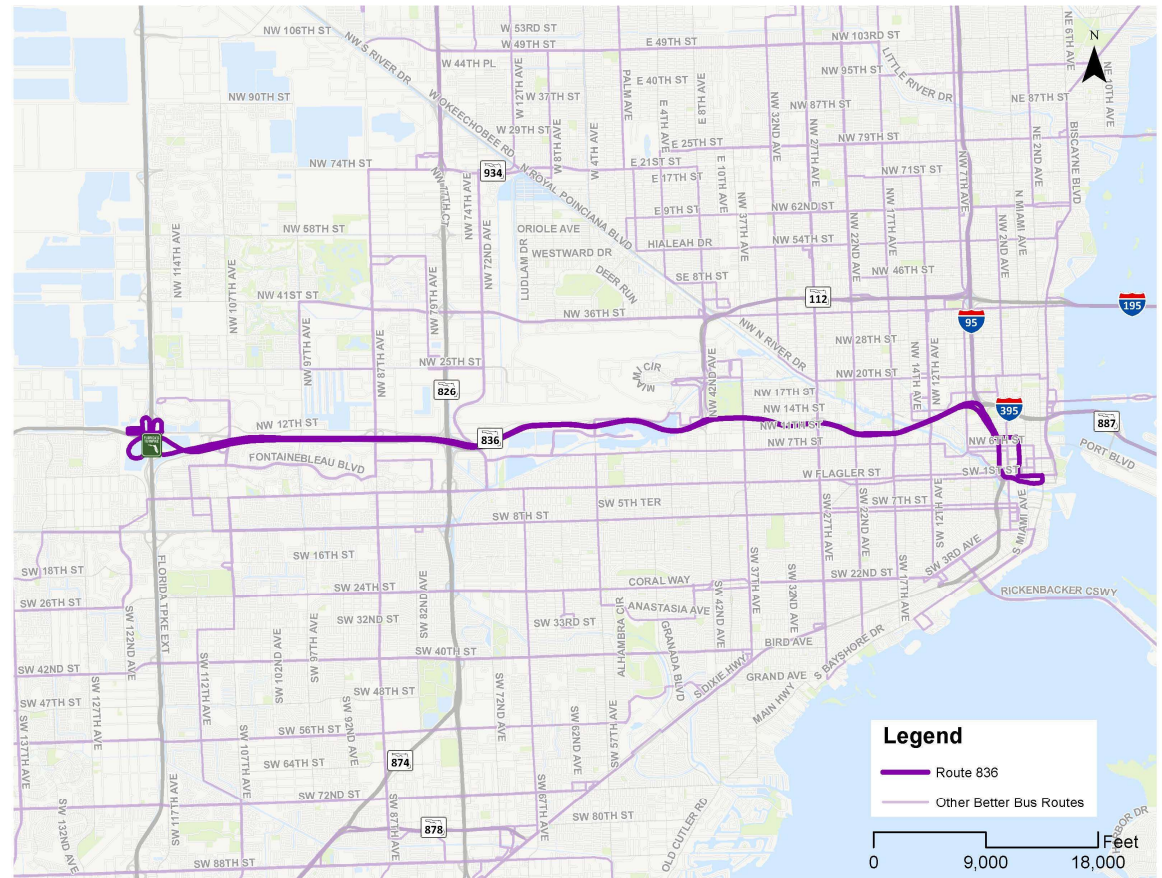 W 53RD ST
NW 106TH ST
NW S RIVER DR
W 49TH ST
E 49TH ST
NW 103RD ST
NE 6TH AVE
N
W 44TH PL
W 12TH AVE
PALM AVE
E 40TH ST
E 8TH AVE
NW 95TH ST
LITTLE RIVER DR
NE 10TH AVE
NW 90TH ST
W OKEECHOBEE RD
W 37TH ST
E 4TH AVE
NW 32ND AVE
NW 87TH ST
NE 87TH ST
W 29TH ST
W 8TH AVE
W 4TH AVE
E 25TH ST
NW 27TH AVE
NW 79TH ST
NE 2ND AVE
BISCAYNE BLVD
NW 74TH ST
934
E 21ST ST
NW 71ST ST
NW 7TH AVE
NW 77TH CT
NW 74TH AVE
N ROYAL POINCIANA BLVD
E 17TH ST
E 10TH AVE
NW 37TH AVE
NW 17TH AVE
N MIAMI AVE
NW 114TH AVE
NW 58TH ST
NW 72ND AVE
ORIOLE AVE
E 9TH ST
NW 62ND ST
NW 22ND AVE
NW 2ND AVE
WESTWARD DR
HIALEAH DR
NW 54TH ST
NW 107TH AVE
LUDLAM DR
DEER RUN
SE 8TH ST
NW 46TH ST
NW 41ST ST
NW 79TH AVE
NW 36TH ST
112
195
95
NW 97TH AVE
NW 87TH AVE
NW N RIVER DR
NW 28TH ST
NW 25TH ST
MIAMI CIR
NW 42ND AVE
NW 20TH ST
NW 14TH AVE
NW 12TH AVE
826
NW 17TH ST
NW 14TH ST
395
NW 12TH ST
836
NW 11TH ST
NW 7TH ST
NW 6TH ST
887
PORT BLVD
FONTAINEBLEAU BLVD
W FLAGLER ST
SW 1ST ST
SW 5TH TER
SW 7TH ST
SW 8TH ST
SW 27TH AVE
SW 22ND AVE
SW 12TH AVE
S MIAMI AVE
SW 16TH ST
SW 3RD AVE
SW 18TH ST
FLORIDA TPKE EXT
SW 24TH ST
SW 82ND AVE
CORAL WAY
SW 37TH AVE
SW 32ND AVE
SW 22ND ST
SW 17TH AVE
RICKENBACKER CSWY
SW 26TH ST
SW 122ND AVE
SW 32ND ST
SW 33RD ST
ALHAMBRA CIR
ANASTASIA AVE
SW 42ND AVE
SW 102ND AVE
SW 97TH AVE
GRANADA BLVD
BIRD AVE
S BAYSHORE DR
SW 42ND ST
SW 112TH AVE
SW 40TH ST
S DIXIE HWY
GRAND AVE
SW 47TH ST
SW 127TH AVE
SW 48TH ST
SW 72ND AVE
MAIN HWY
SW 137TH AVE
SW 92ND AVE
SW 56TH ST
SW 62ND AVE
SW 57TH AVE
Legend
SW 107TH AVE
SW 64TH ST
874
Route 836
SW 117TH AVE
SW 72ND ST
SW 67TH AVE
Other Better Bus Routes
SW 132ND AVE
SW 87TH AVE
878
SW 80TH ST
OLD CUTLER RD
SW 88TH ST
Feet
0
9,000
18,000